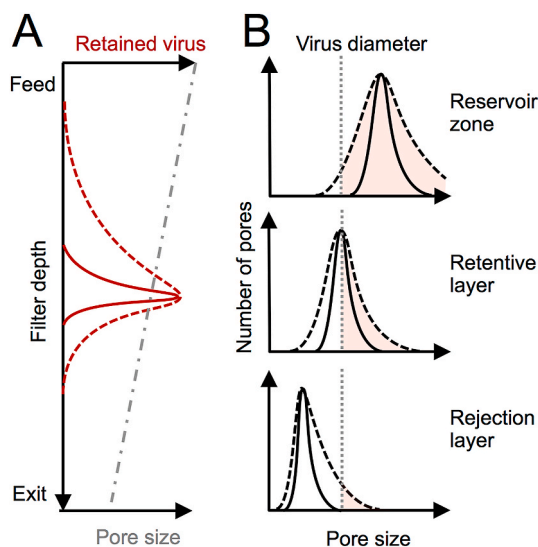 A
Retained virus
Feed
Filter depth
Exit
Pore size
B
Virus diameter
Reservoir
zone
Number of pores
Retentive
layer
Rejection
layer
Pore size